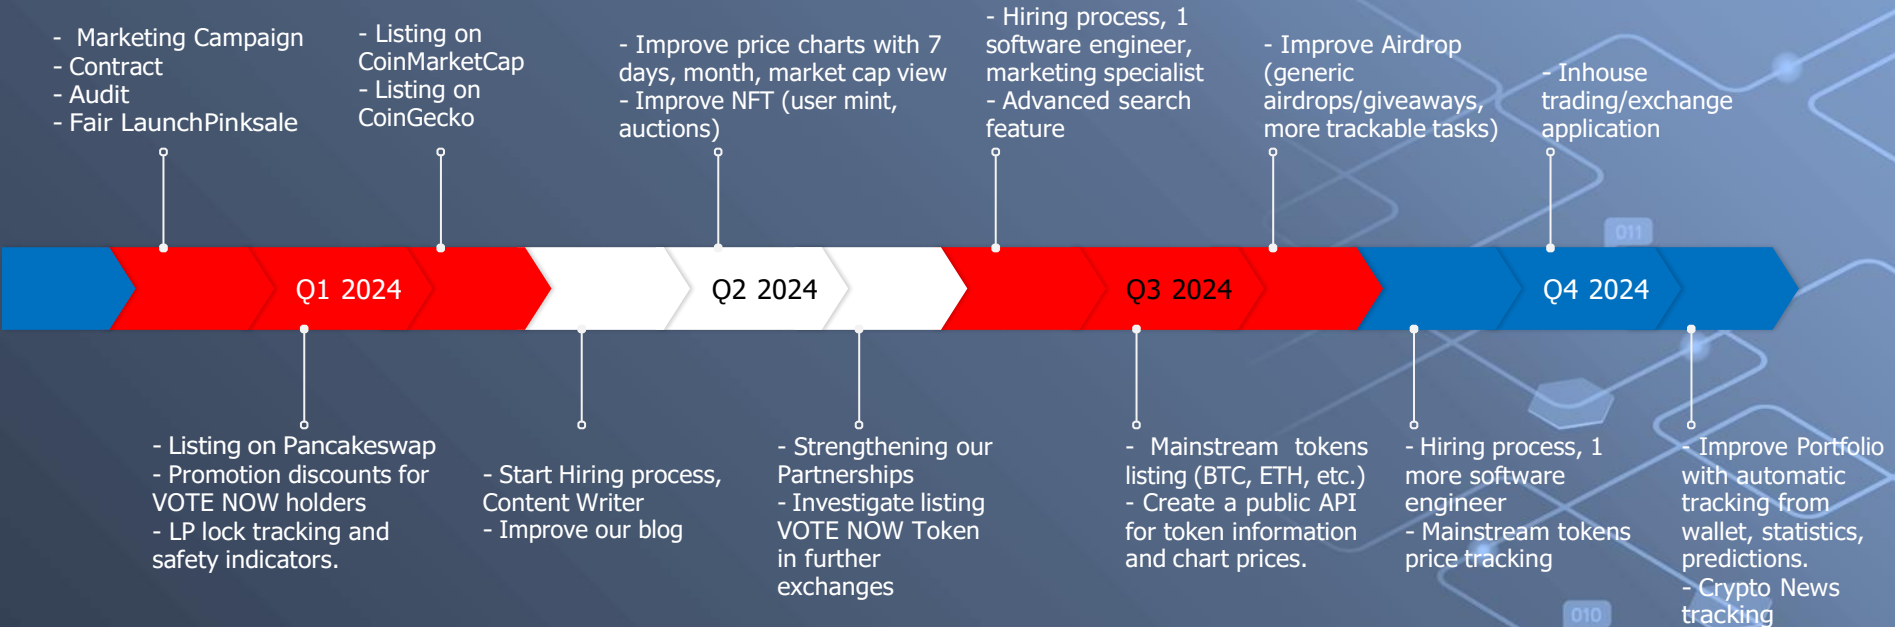 -  Marketing Campaign
- Contract
- Audit
- Fair LaunchPinksale
- Listing on
CoinMarketCap
- Listing on
CoinGecko
- Improve price charts with 7
days, month, market cap view
- Improve NFT (user mint,
auctions)
- Hiring process, 1
software engineer,
marketing specialist
- Advanced search
feature
- Improve Airdrop
(generic
airdrops/giveaways,
more trackable tasks)
- Inhouse
trading/exchange
application
011
Q1 2024
Q2 2024
Q3 2024
Q4 2024
- Listing on Pancakeswap
- Promotion discounts for
VOTE NOW holders
- LP lock tracking and
safety indicators.
- Start Hiring process,
Content Writer
- Improve our blog
- Strengthening our
Partnerships
- Investigate listing
VOTE NOW Token
in further
exchanges
- Mainstream tokens
listing (BTC, ETH, etc.)
- Create a public API
for token information
and chart prices.
- Hiring process, 1
more software
engineer
- Mainstream tokens
price tracking
- Improve Portfolio
with automatic
tracking from
wallet, statistics,
predictions.
- Crypto News
tracking
010